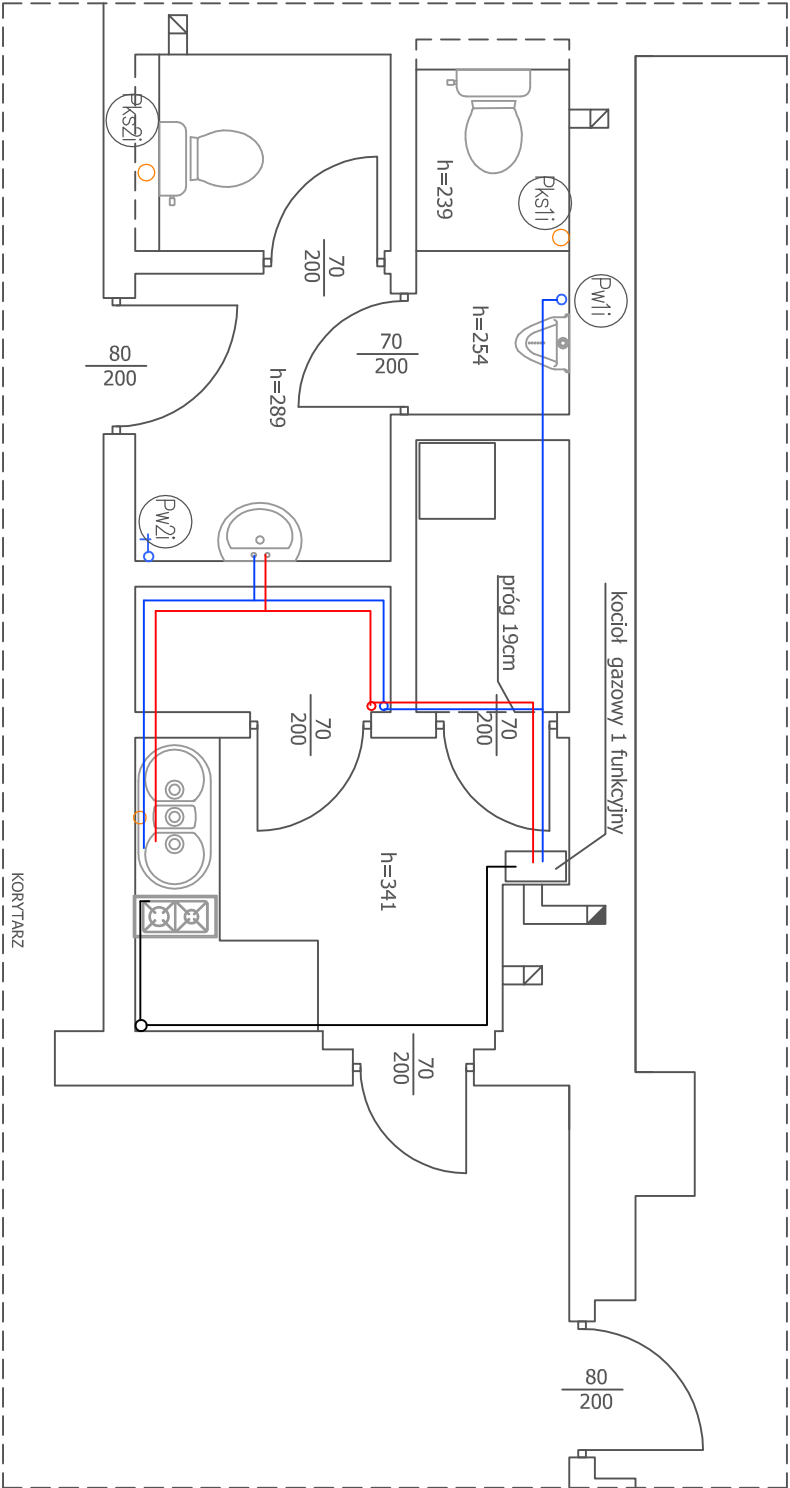 Pks2i
Pks1i
h=239
70
200
Pw1i
h=254
70
200
80
200
h=289
Pw2i
próg 19cm
kocioł gazowy 1 funkcyjny
70
200
70
200
h=341
KORYTARZ
70
200
80
200